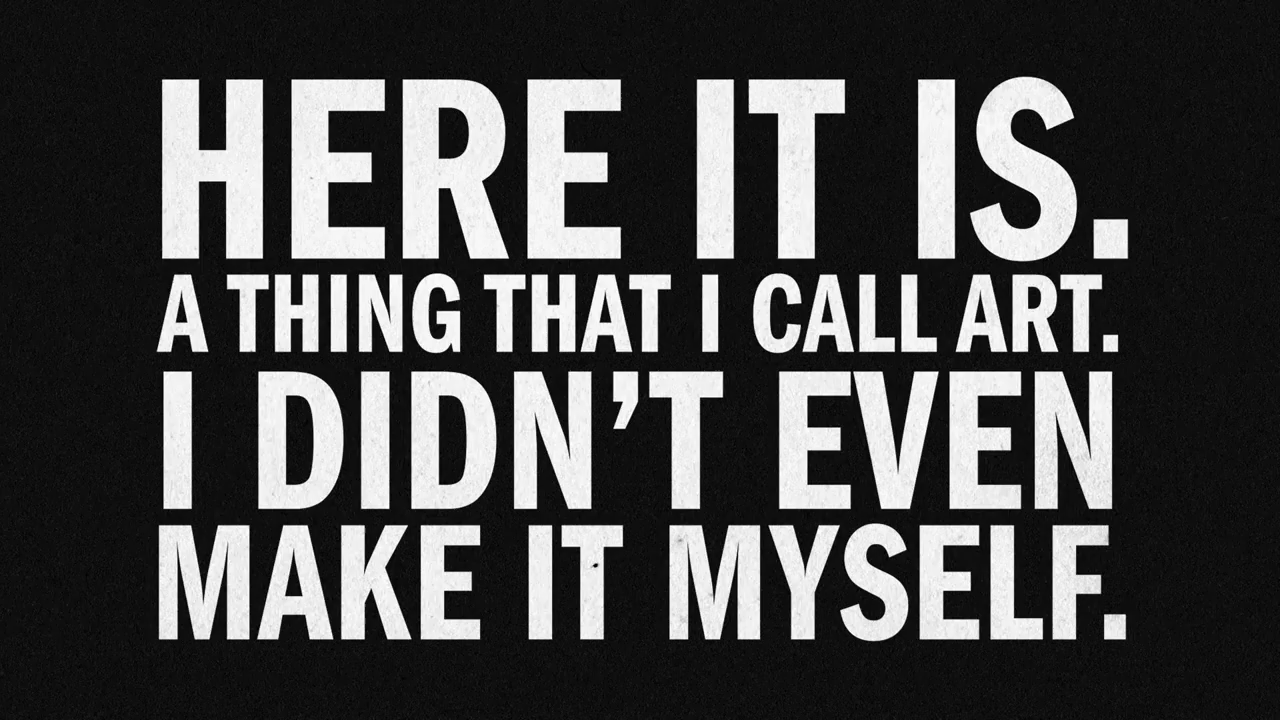 HERE IT IS.
A THING THAT I CALL ART.
I DIDN’T EVEN
MAKE IT MYSELF.